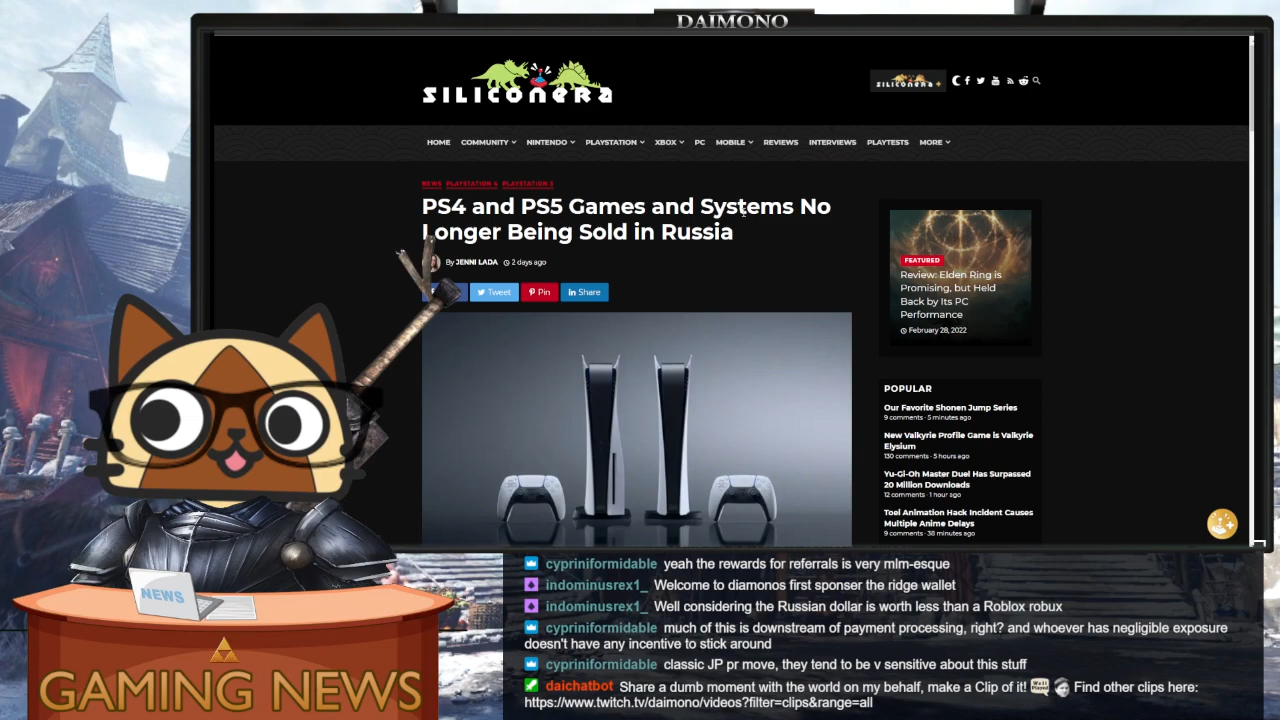 DAIMONO
SILICONERA
SILICONERA +
HOME COMMUNITY NINTENDO PLAYSTATION XBOX PC MOBILE REVIEWS INTERVIEWS PLAYTESTS MORE
NEWS PLAYSTATION 4 PLAYSTATION 5
PS4 and PS5 Games and Systems No
Longer Being Sold in Russia
By JENNI LADA 2 days ago
Tweet Pin Share
FEATURED
Review: Elden Ring is
Promising, but Held
Back by Its PC
Performance
February 28, 2022
POPULAR
Our Favorite Shonen Jump Series
9 comments · 5 minutes ago
New Valkyrie Profile Game is Valkyrie
Elysium
130 comments · 5 hours ago
Yu-Gi-Oh Master Duel Has Surpassed
20 Million Downloads
12 comments · 1 hour ago
Toei Animation Hack Incident Causes
Multiple Anime Delays
9 comments · 38 minutes ago
NEWS
GAMING NEWS
cypriniformidable yeah the rewards for referrals is very mlm-esque
indominusrex1_ Welcome to diamonos first sponser the ridge wallet
indominusrex1_ Well considering the Russian dollar is worth less than a Roblox robux
cypriniformidable much of this is downstream of payment processing, right? and whoever has negligible exposure
doesn't have any incentive to stick around
cypriniformidable classic JP pr move, they tend to be v sensitive about this stuff
daichatbot Share a dumb moment with the world on my behalf, make a Clip of it! Well Played Find other clips here:
https://www.twitch.tv/daimono/videos?filter=clips&range=all